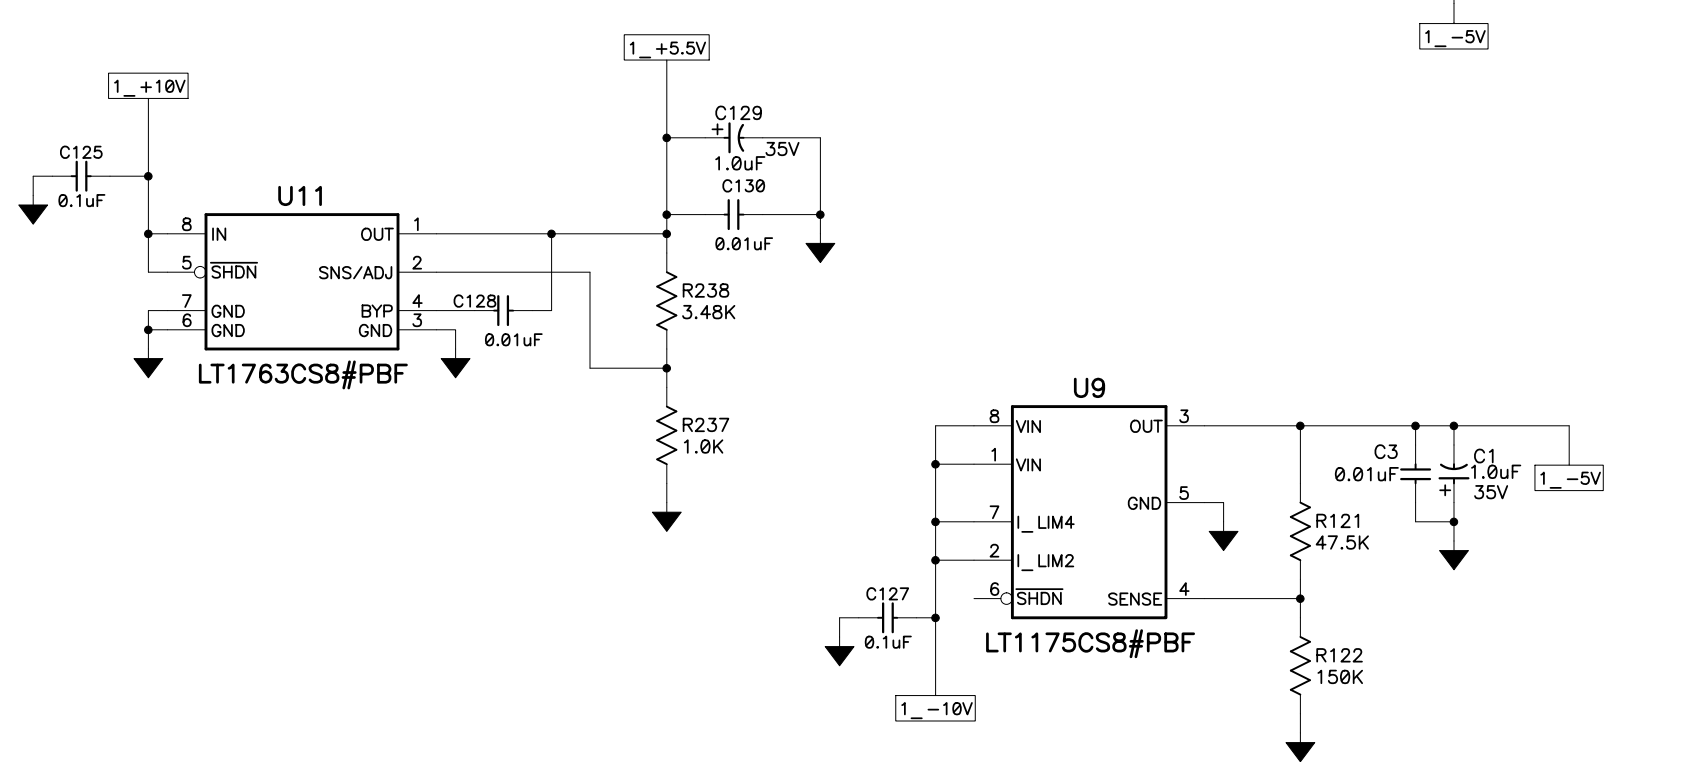 1_-5V
1_+5.5V
1_+10V
C129
+
35V
1.0uF
C125
0.1uF
C130
0.01uF
U11
8 IN OUT 1
5 SHDN SNS/ADJ 2
7 GND BYP 4
6 GND GND 3
LT1763CS8#PBF
C128
0.01uF
R238
3.48K
R237
1.0K
U9
8 VIN OUT 3
1 VIN
GND 5
7 I_LIM4
2 I_LIM2
6 SHDN SENSE 4
LT1175CS8#PBF
C3
0.01uF
C1
1.0uF
35V
+
1_-5V
R121
47.5K
C127
0.1uF
R122
150K
1_-10V